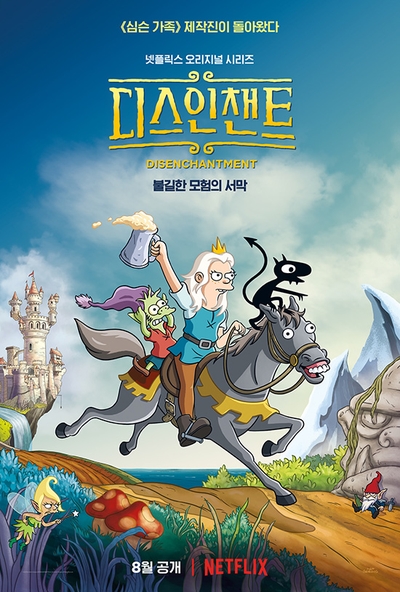 《심슨 가족》 제작진이 돌아왔다
넷플릭스 오리지널 시리즈
디스인챈트
DISENCHANTMENT
불길한 모험의 서막
8월 공개 | NETFLIX